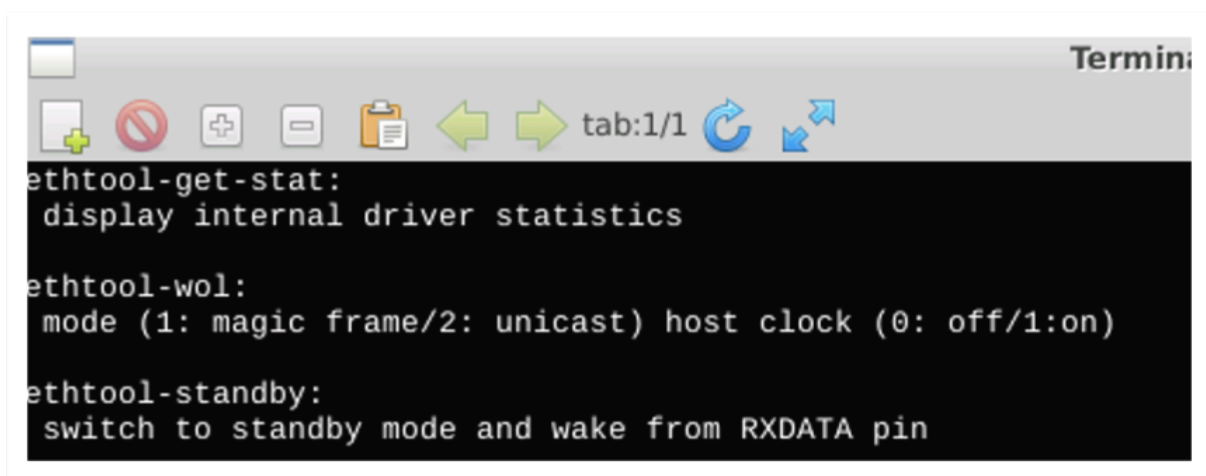 tab:1/1
ethtool-get-stat:
display internal driver statistics
ethtool-wol:
mode (1: magic frame/2: unicast) host clock (0: off/1:on)
ethtool-standby:
switch to standby mode and wake from RXDATA pin